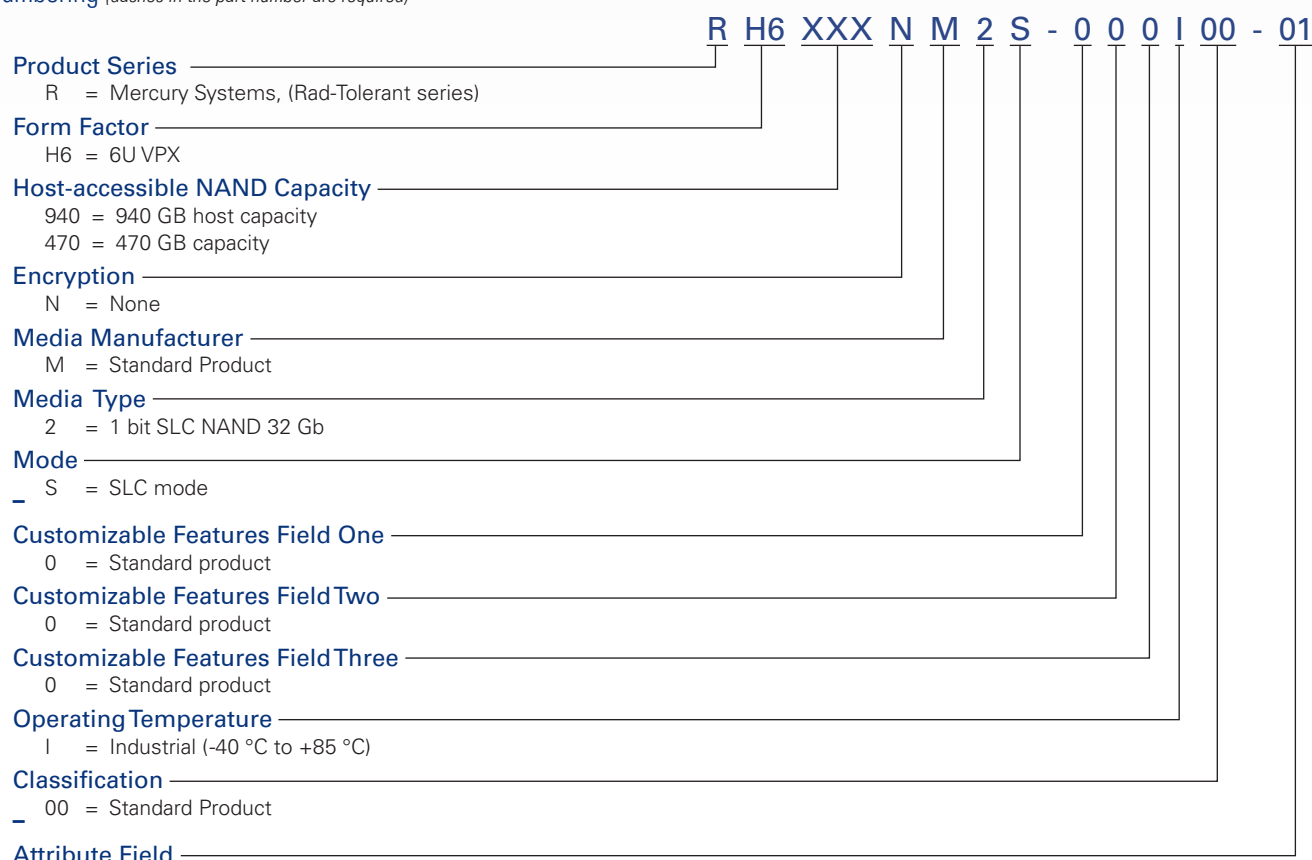 (dashes in the part number are required)
R H6 XXX N M 2 S - 0 0 0 I 00 - 01
Product Series
R = Mercury Systems, (Rad-Tolerant series)
Form Factor
H6 = 6U VPX
Host-accessible NAND Capacity
940 = 940 GB host capacity
470 = 470 GB capacity
Encryption
N = None
Media Manufacturer
M = Standard Product
Media Type
2 = 1 bit SLC NAND 32 Gb
Mode
_ S = SLC mode
Customizable Features Field One
0 = Standard product
Customizable Features Field Two
0 = Standard product
Customizable Features Field Three
0 = Standard product
Operating Temperature
I = Industrial (-40 °C to +85 °C)
Classification
_ 00 = Standard Product
Attribute Field